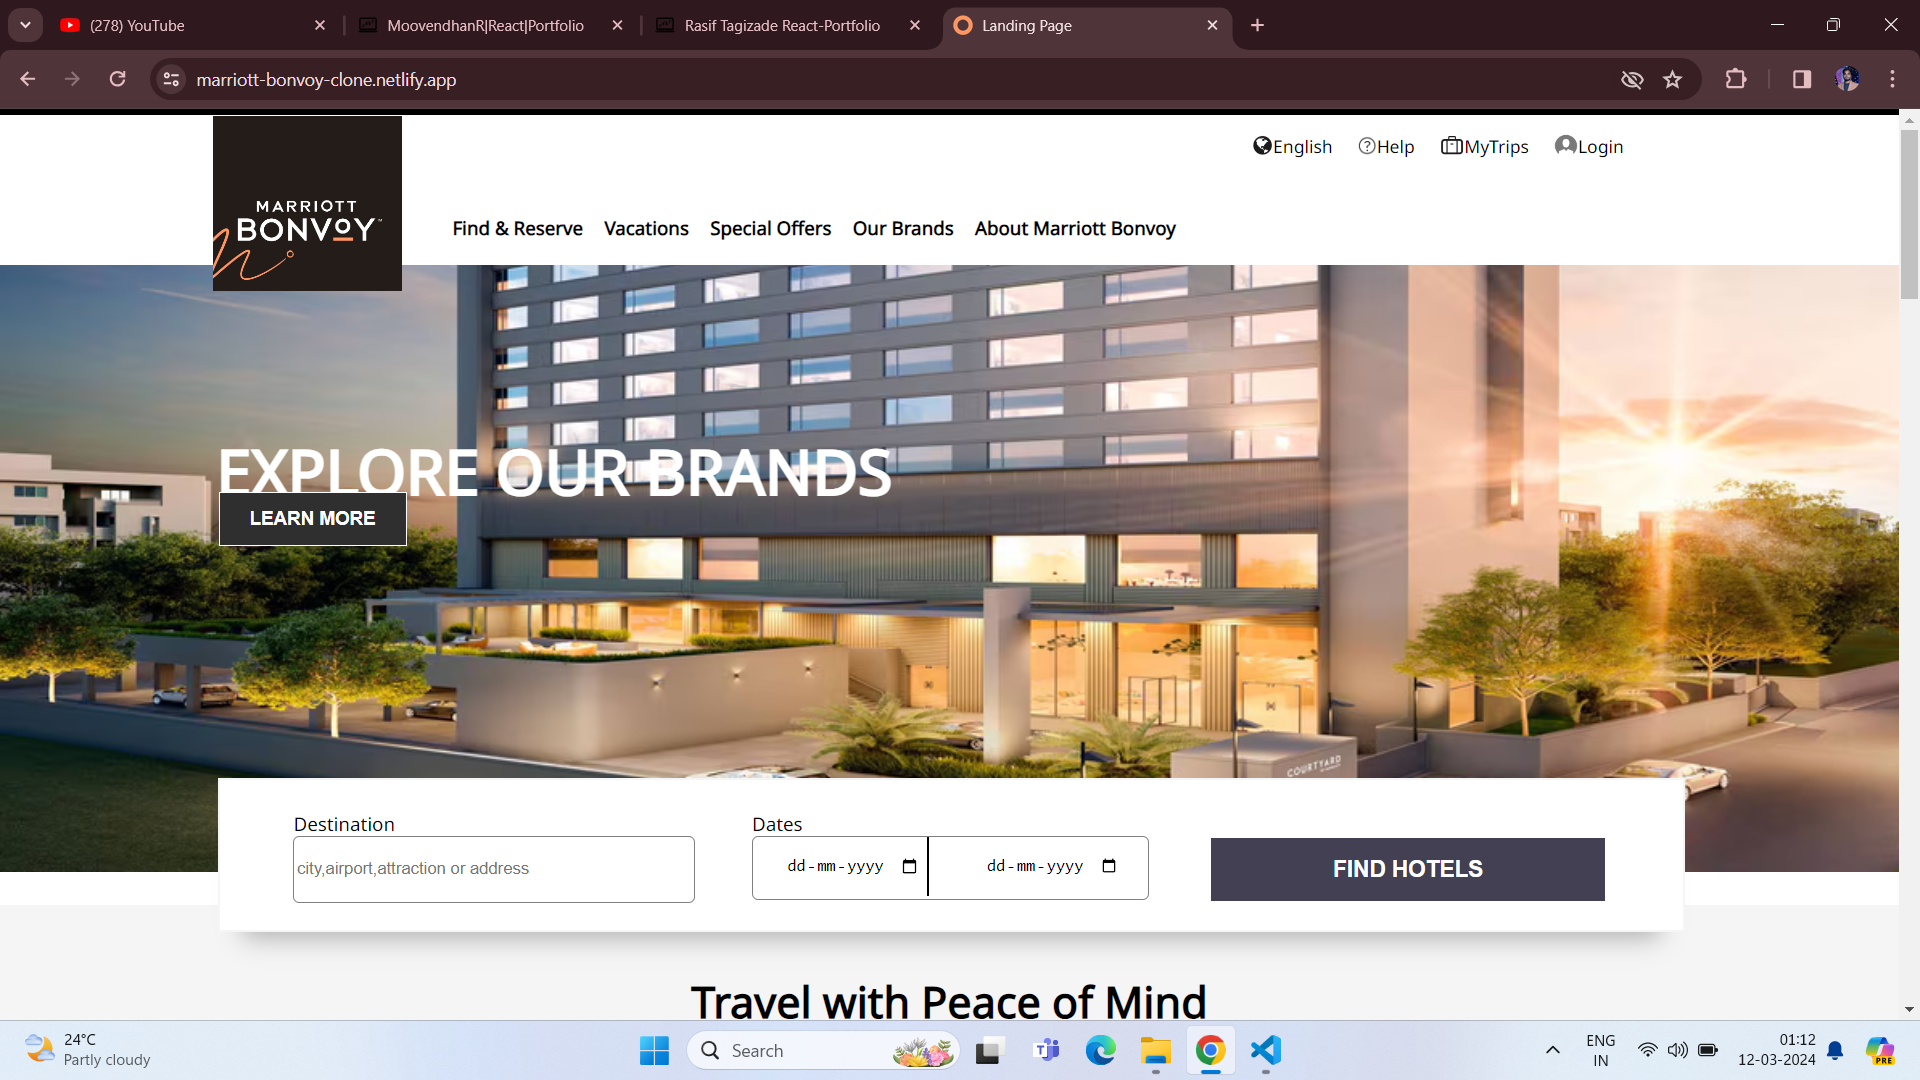 (278) YouTube
MoovendhanR|React|Portfolio
Rasif Tagizade React-Portfolio
Landing Page
marriott-bonvoy-clone.netlify.app
English
Help
MyTrips
Login
MARRIOTT
BONVOY
Find & Reserve
Vacations
Special Offers
Our Brands
About Marriott Bonvoy
EXPLORE OUR BRANDS
LEARN MORE
COURTYARD
Destination
Dates
city,airport,attraction or address
dd-mm-yyyy
dd-mm-yyyy
FIND HOTELS
Travel with Peace of Mind
24°C
Partly cloudy
Search
ENG
IN
01:12
12-03-2024
PRE